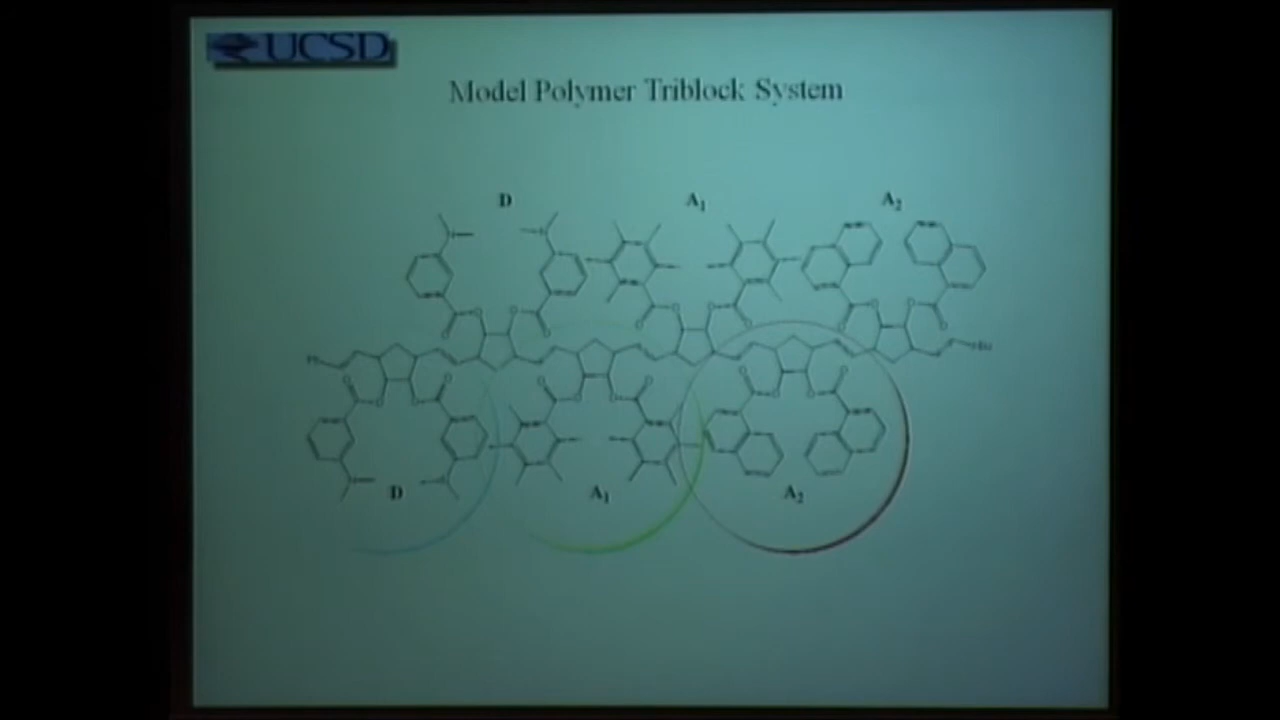 UCSD
Model Polymer Triblock System
D A₁ A₂
D A₁ A₂